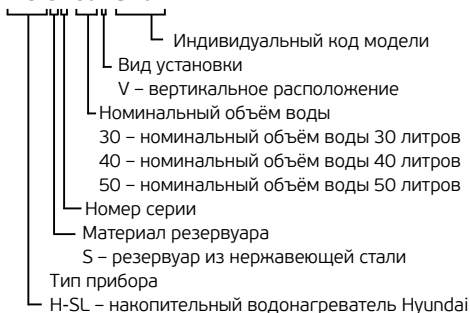 Индивидуальный код модели
Вид установки
V – вертикальное расположение
Номинальный объём воды
30 – номинальный объём воды 30 литров
40 – номинальный объём воды 40 литров
50 – номинальный объём воды 50 литров
Номер серии
Материал резервуара
S – резервуар из нержавеющей стали
Тип прибора
H-SL – накопительный водонагреватель Hyundai